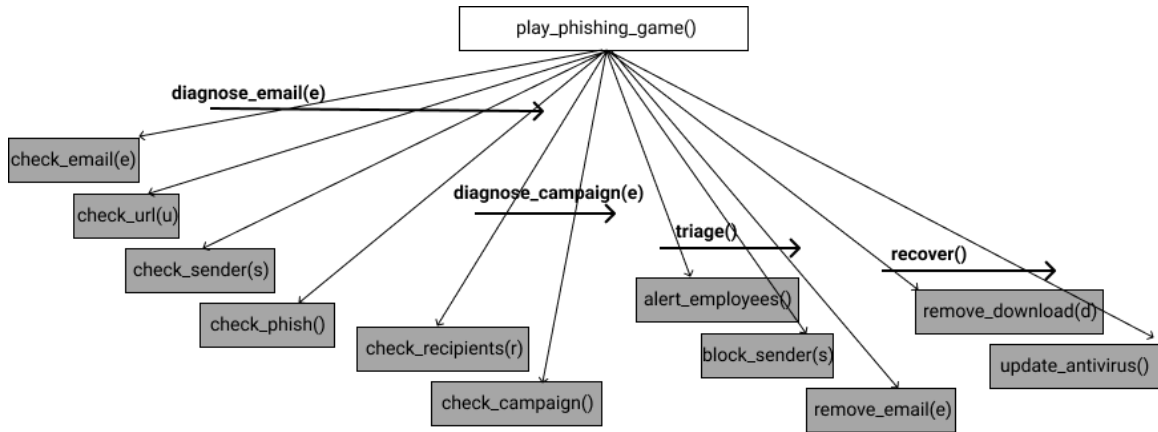 play_phishing_game()
diagnose_email(e)
check_email(e)
check_url(u)
check_sender(s)
check_phish()
diagnose_campaign(e)
check_recipients(r)
check_campaign()
triage()
alert_employees()
block_sender(s)
remove_email(e)
recover()
remove_download(d)
update_antivirus()